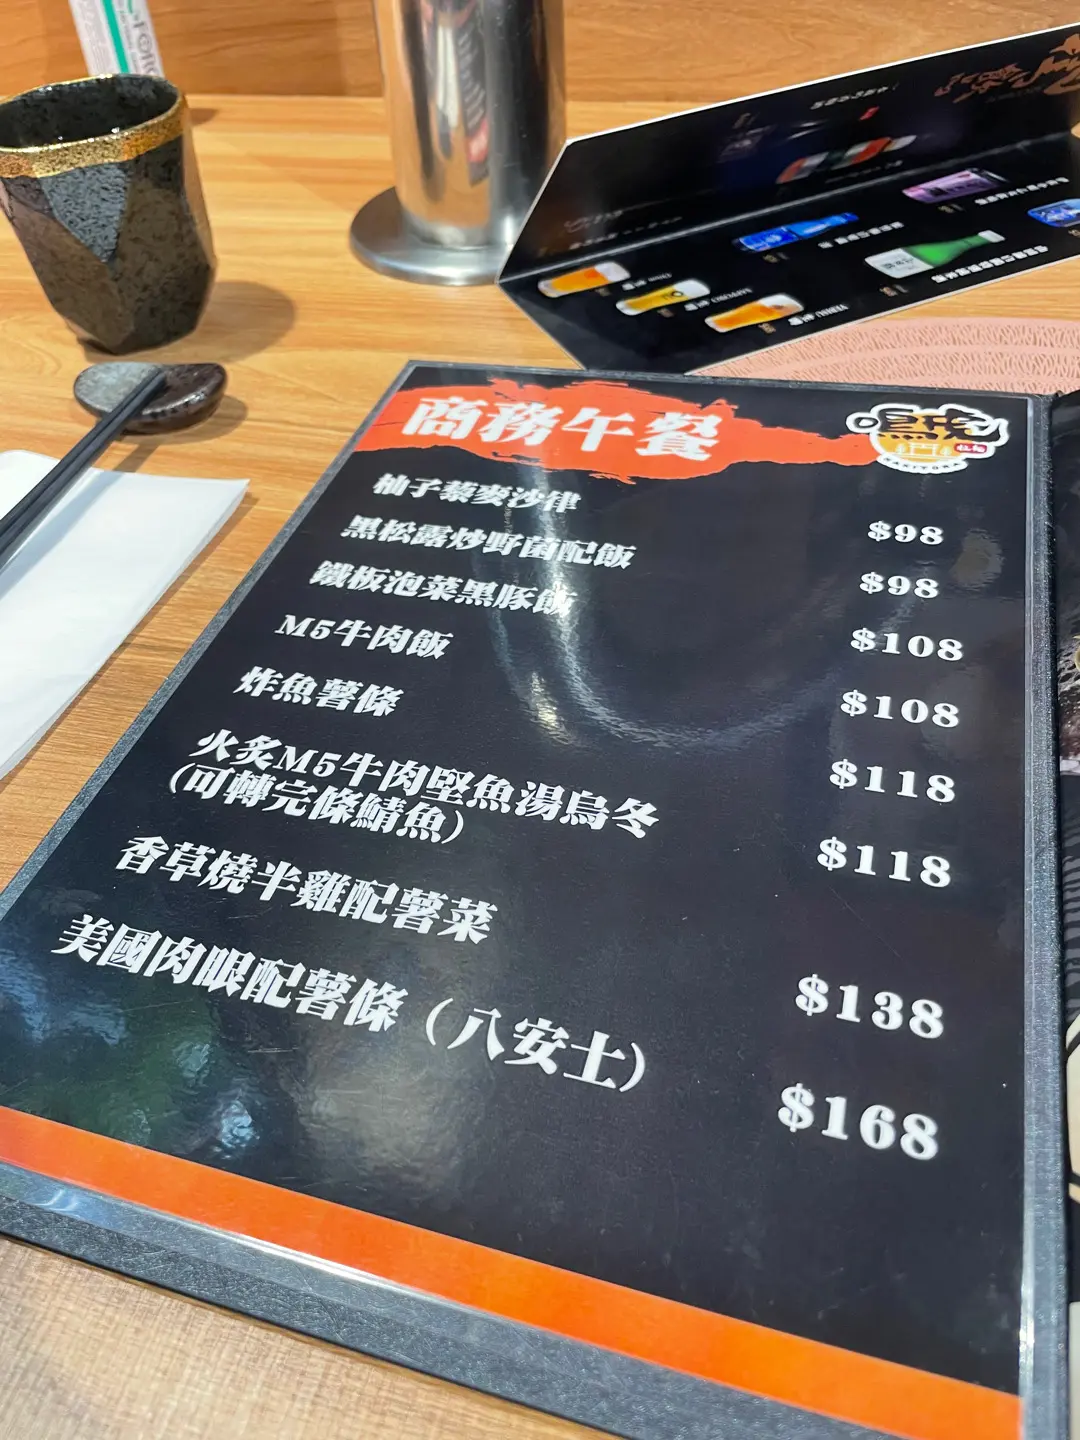 商務午餐
柚子藜麥沙律 $98
黑松露炒野菌配飯 $98
鐵板泡菜黑豚飯 $108
M5牛肉飯 $108
炸魚薯條 $118
火炙M5牛肉堅魚湯烏冬 $118
(可轉完條鯖魚)
香草燒半雞配薯菜 $138
美國肉眼配薯條（八安士） $168